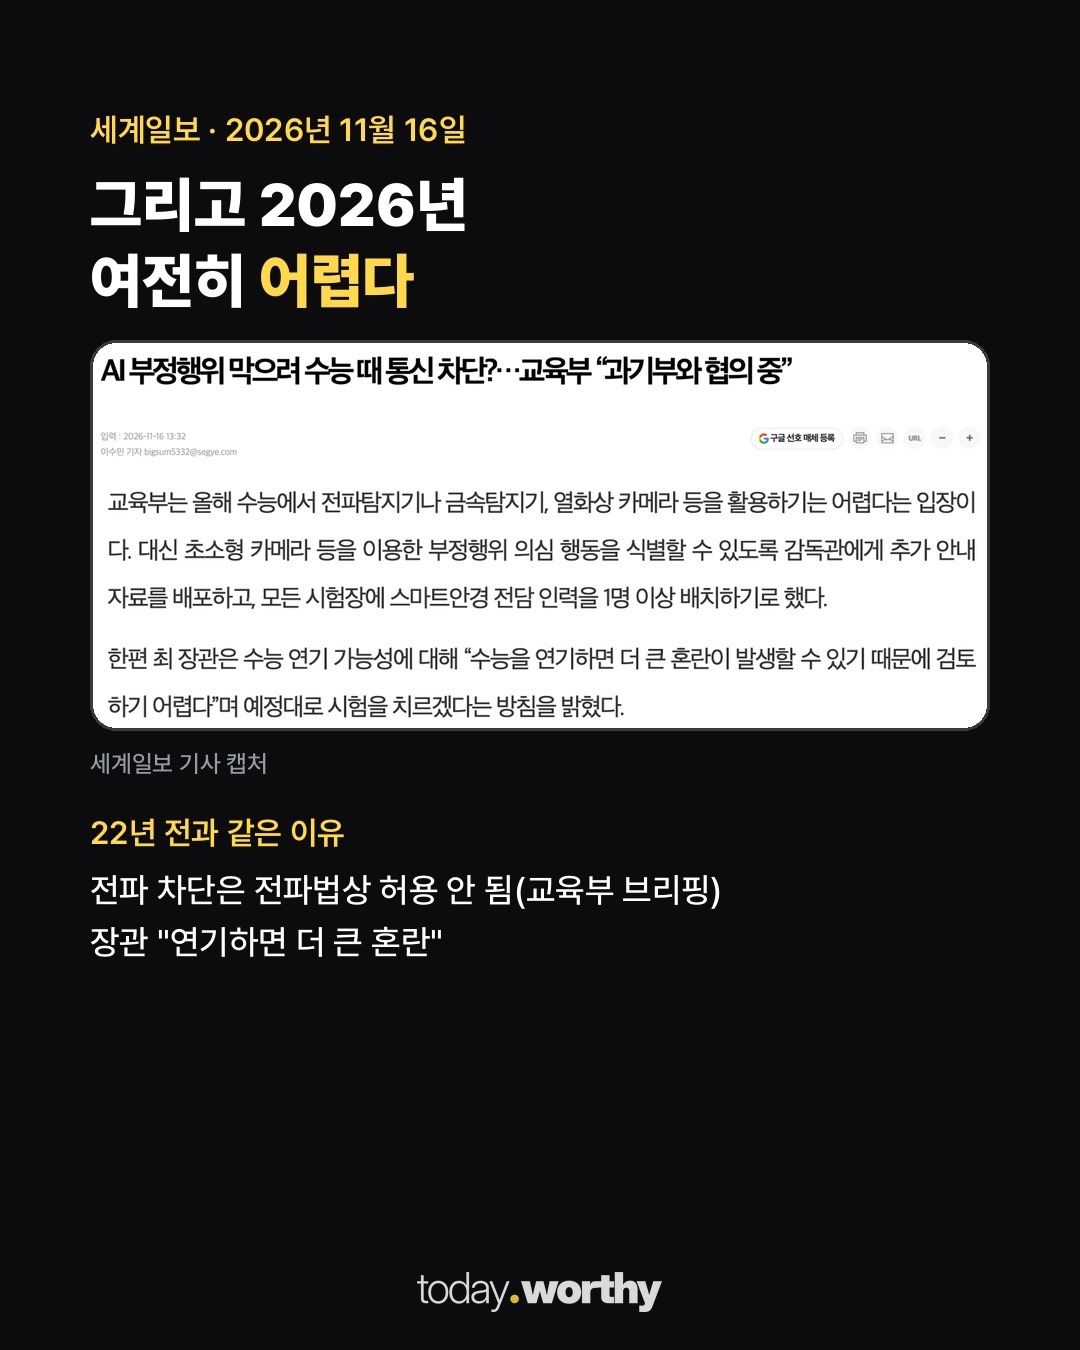 세계일보 · 2026년 11월 16일
그리고 2026년
여전히 어렵다
AI 부정행위 막으려 수능 때 통신 차단?…교육부 “과기부와 협의 중”
입력 : 2026-11-16 13:32
이수민 기자 bigsum5332@segye.com
구글 선호 매체 등록
URL
교육부는 올해 수능에서 전파탐지기나 금속탐지기, 열화상 카메라 등을 활용하기는 어렵다는 입장이
다. 대신 초소형 카메라 등을 이용한 부정행위 의심 행동을 식별할 수 있도록 감독관에게 추가 안내
자료를 배포하고, 모든 시험장에 스마트안경 전담 인력을 1명 이상 배치하기로 했다.
한편 최 장관은 수능 연기 가능성에 대해 “수능을 연기하면 더 큰 혼란이 발생할 수 있기 때문에 검토
하기 어렵다”며 예정대로 시험을 치르겠다는 방침을 밝혔다.
세계일보 기사 캡처
22년 전과 같은 이유
전파 차단은 전파법상 허용 안 됨(교육부 브리핑)
장관 "연기하면 더 큰 혼란"
today.worthy